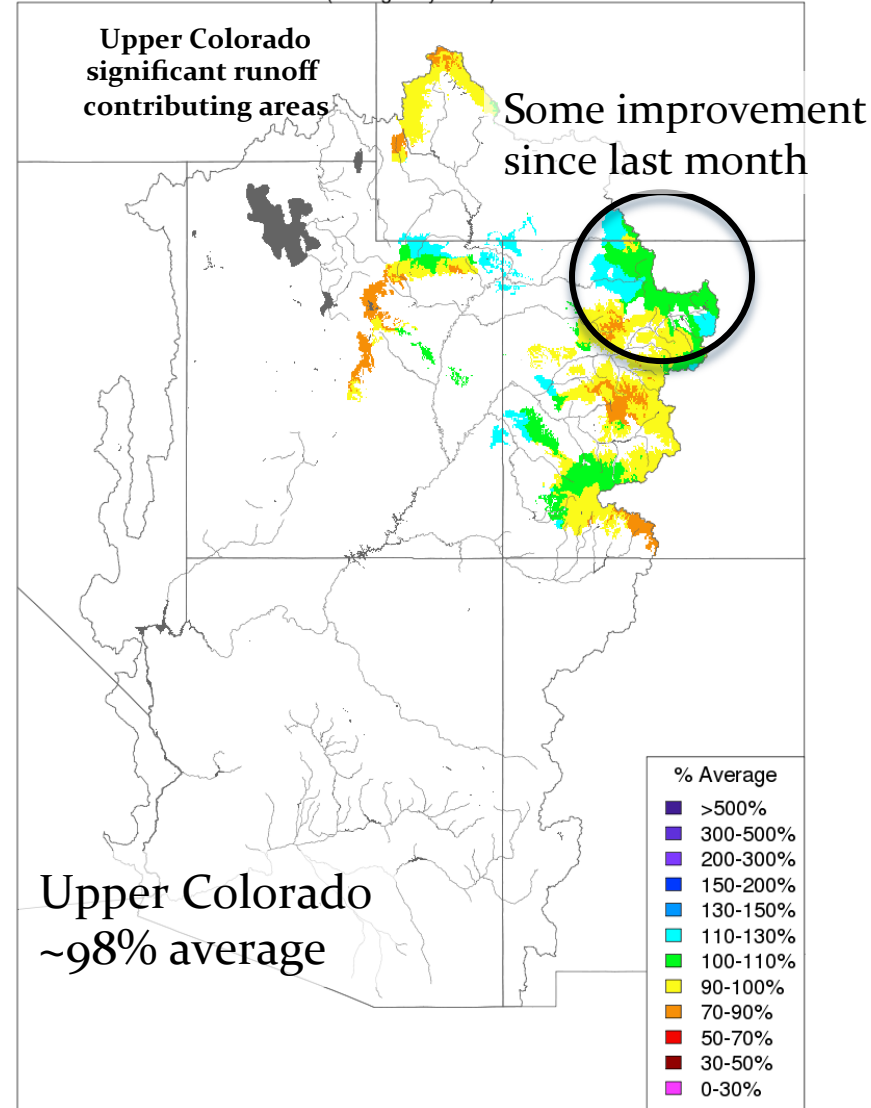 Upper Colorado
significant runoff
contributing areas
Some improvement
since last month
Upper Colorado
~98% average
% Average
>500%
300-500%
200-300%
150-200%
130-150%
110-130%
100-110%
90-100%
70-90%
50-70%
30-50%
0-30%